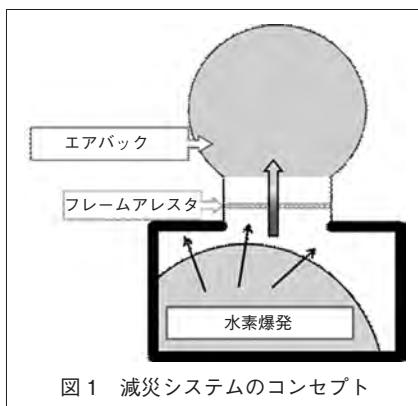 エアバック
フレームアレスタ
水素爆発
図1 減災システムのコンセプト